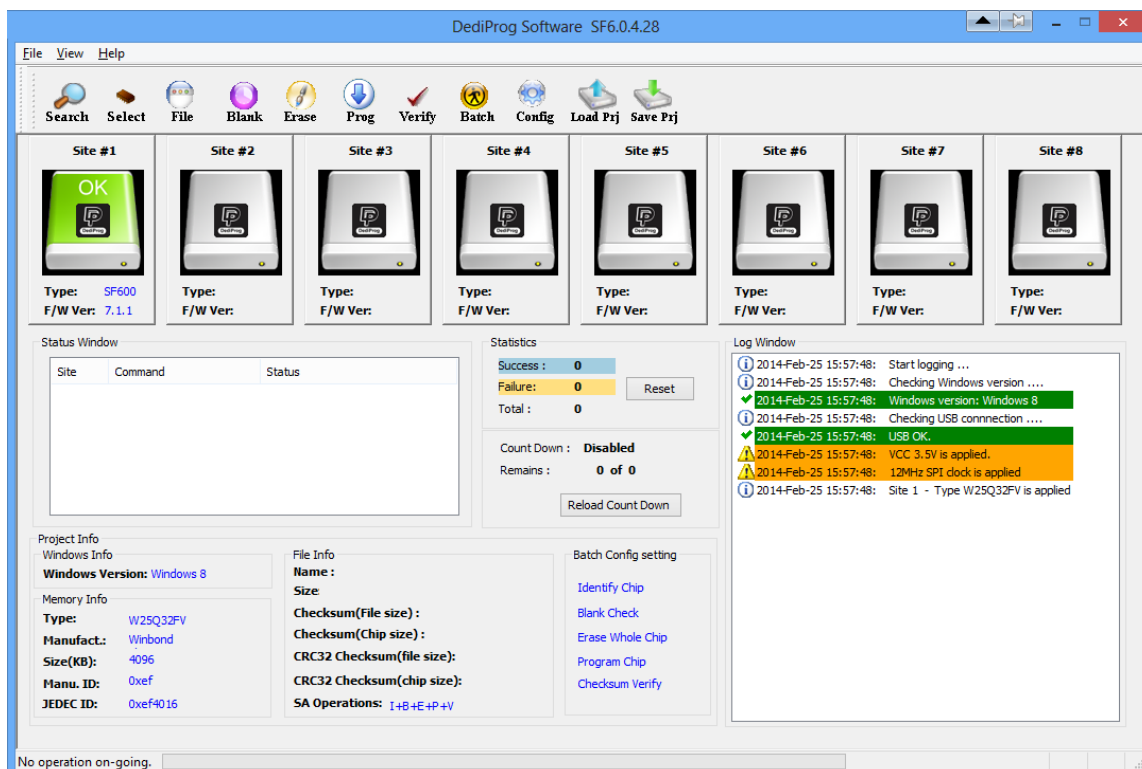 DediProg Software SF6.0.4.28
File View Help
Search Select File Blank Erase Prog Verify Batch Config Load Prj Save Prj
Site #1 Site #2 Site #3 Site #4 Site #5 Site #6 Site #7 Site #8
OK
DediProg DediProg DediProg DediProg DediProg DediProg DediProg DediProg
Type: SF600 Type: Type: Type: Type: Type: Type: Type:
F/W Ver: 7.1.1 F/W Ver: F/W Ver: F/W Ver: F/W Ver: F/W Ver: F/W Ver: F/W Ver:
Status Window
Site Command Status
Statistics
Success : 0
Failure: 0
Reset
Total : 0
Count Down : Disabled
Remains : 0 of 0
Reload Count Down
Log Window
2014-Feb-25 15:57:48: Start logging ...
2014-Feb-25 15:57:48: Checking Windows version ....
2014-Feb-25 15:57:48: Windows version: Windows 8
2014-Feb-25 15:57:48: Checking USB connnection ....
2014-Feb-25 15:57:48: USB OK.
2014-Feb-25 15:57:48: VCC 3.5V is applied.
2014-Feb-25 15:57:48: 12MHz SPI clock is applied
2014-Feb-25 15:57:48: Site 1 - Type W25Q32FV is applied
Project Info
Windows Info
Windows Version: Windows 8
Memory Info
Type: W25Q32FV
Manufact.: Winbond
Size(KB): 4096
Manu. ID: 0xef
JEDEC ID: 0xef4016
File Info
Name :
Size:
Checksum(File size) :
Checksum(Chip size) :
CRC32 Checksum(file size):
CRC32 Checksum(chip size):
SA Operations: I+B+E+P+V
Batch Config setting
Identify Chip
Blank Check
Erase Whole Chip
Program Chip
Checksum Verify
No operation on-going.